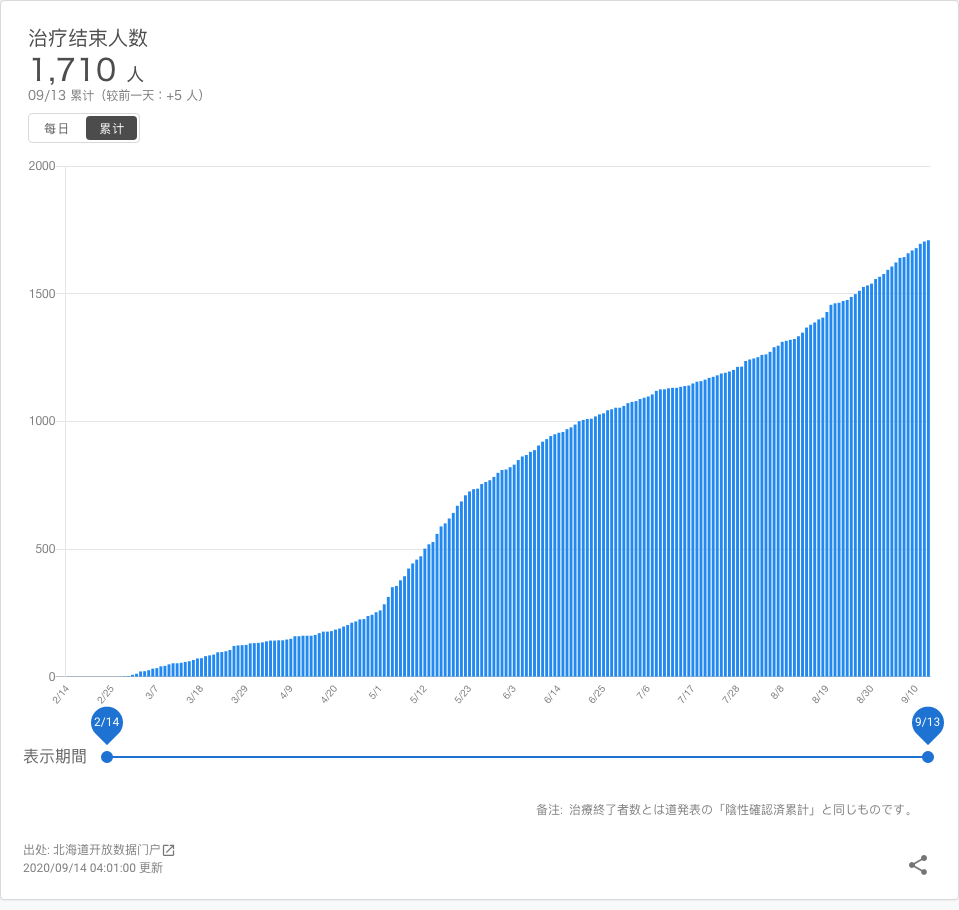 治疗结束人数
1,710 人
09/13 累计（较前一天：+5 人）
每日 累计
2000
1500
1000
500
0
2/14 2/25 3/7 3/18 3/29 4/9 4/20 5/1 5/12 5/23 6/3 6/14 6/25 7/6 7/17 7/28 8/8 8/19 8/30 9/10
2/14 9/13
表示期間
备注: 治療終了者数とは道発表の「陰性確認済累計」と同じものです。
出处: 北海道开放数据门户
2020/09/14 04:01:00 更新